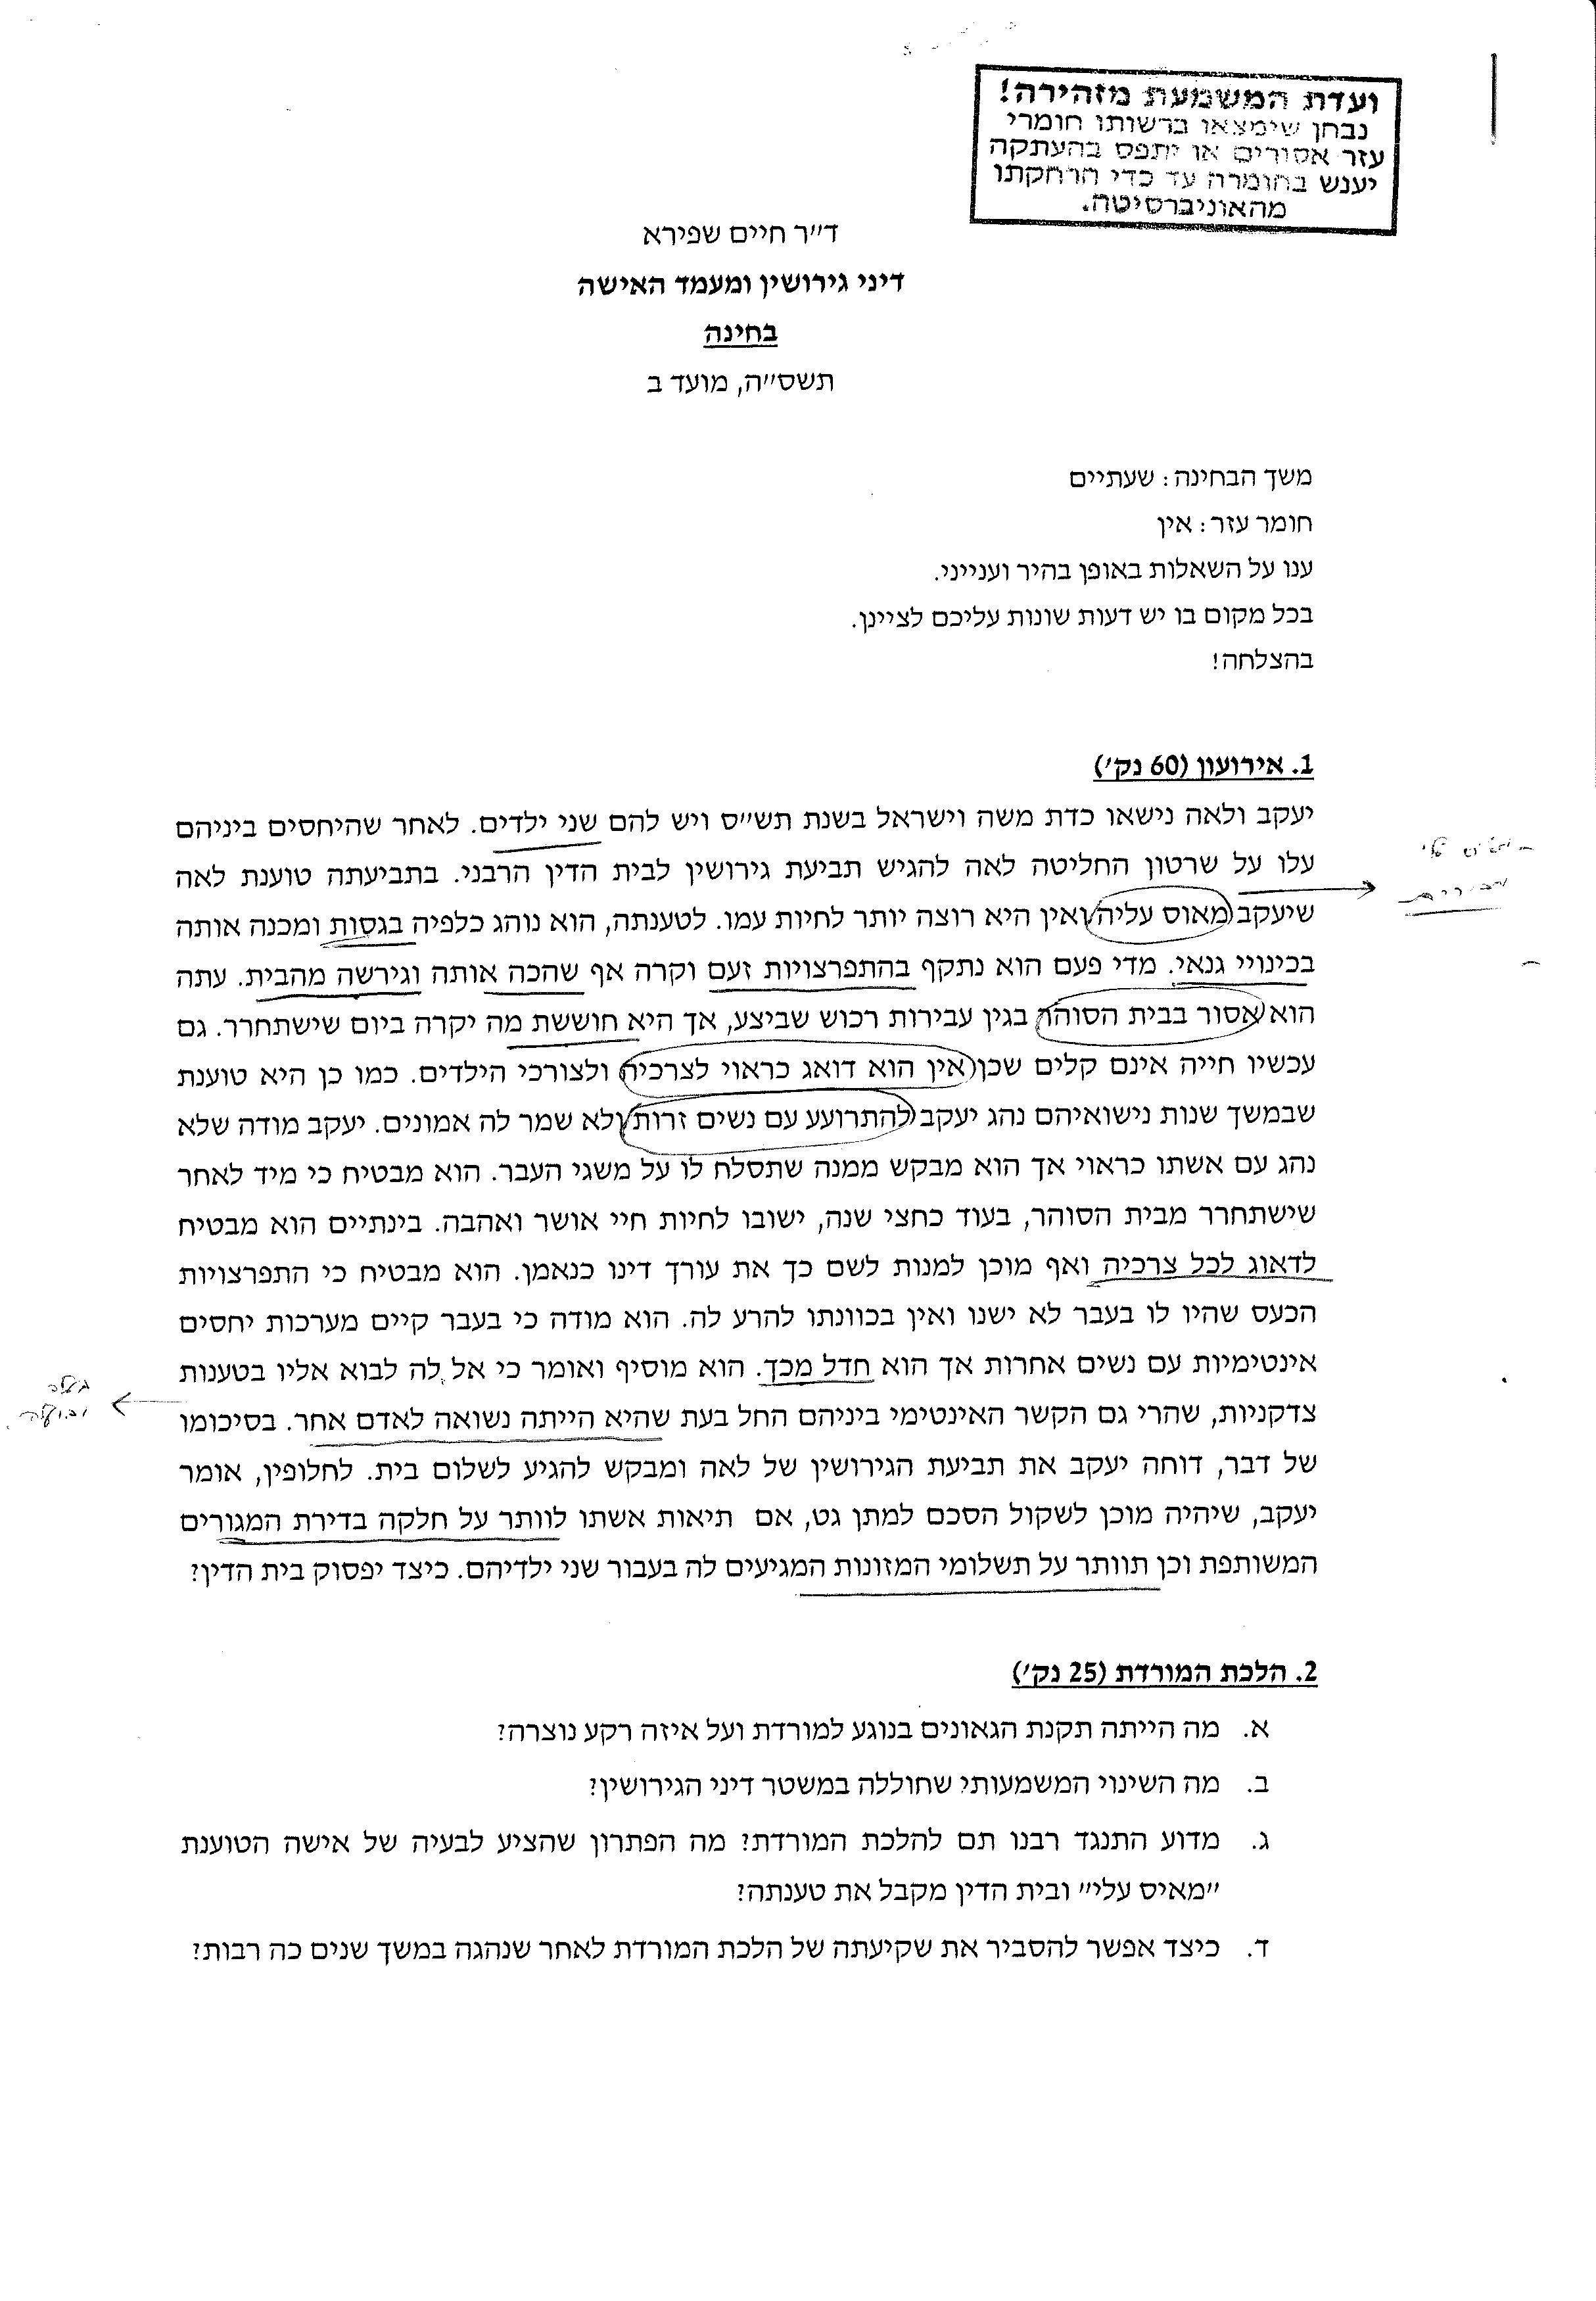 ועדת המשמעת מזהירה!
נבחן שימצאו ברשותו חומרי
עזר אסורים או יתפס בהעתקה
יענש בחומרה עד כדי הרחקתו
מהאוניברסיטה.
ד״ר חיים שפירא
דיני גירושין ומעמד האישה
בחינה
תשס״ה, מועד ב
משך הבחינה: שעתיים
חומר עזר: אין
ענו על השאלות באופן בהיר וענייני.
בכל מקום בו יש דעות שונות עליכם לציינן.
בהצלחה!
1. אירועון (60 נק׳)
יעקב ולאה נישאו כדת משה וישראל בשנת תש״ס ויש להם שני ילדים. לאחר שהיחסים ביניהם
עלו על שרטון החליטה לאה להגיש תביעת גירושין לבית הדין הרבני. בתביעתה טוענת לאה
שיעקב מאוס עליה ואין היא רוצה יותר לחיות עמו. לטענתה, הוא נוהג כלפיה בגסות ומכנה אותה
בכינויי גנאי. מדי פעם הוא נתקף בהתפרצויות זעם וקרה אף שהכה אותה וגירשה מהבית. עתה
הוא אסור בבית הסוהר בגין עבירות רכוש שביצע, אך היא חוששת מה יקרה ביום שישתחרר. גם
עכשיו חייה אינם קלים שכן אין הוא דואג כראוי לצרכיה ולצורכי הילדים. כמו כן היא טוענת
שבמשך שנות נישואיהם נהג יעקב להתרועע עם נשים זרות ולא שמר לה אמונים. יעקב מודה שלא
נהג עם אשתו כראוי אך הוא מבקש ממנה שתסלח לו על משגי העבר. הוא מבטיח כי מיד לאחר
שישתחרר מבית הסוהר, בעוד כחצי שנה, ישובו לחיות חיי אושר ואהבה. בינתיים הוא מבטיח
לדאוג לכל צרכיה ואף מוכן למנות לשם כך את עורך דינו כנאמן. הוא מבטיח כי התפרצויות
הכעס שהיו לו בעבר לא ישנו ואין בכוונתו להרע לה. הוא מודה כי בעבר קיים מערכות יחסים
אינטימיות עם נשים אחרות אך הוא חדל מכך. הוא מוסיף ואומר כי אל לה לבוא אליו בטענות
צדקניות, שהרי גם הקשר האינטימי ביניהם החל בעת שהיא הייתה נשואה לאדם אחר. בסיכומו
של דבר, דוחה יעקב את תביעת הגירושין של לאה ומבקש להגיע לשלום בית. לחלופין, אומר
יעקב, שיהיה מוכן לשקול הסכם למתן גט, אם תיאות אשתו לוותר על חלקה בדירת המגורים
המשותפת וכן תוותר על תשלומי המזונות המגיעים לה בעבור שני ילדיהם. כיצד יפסוק בית הדין?
2. הלכת המורדת (25 נק׳)
א. מה הייתה תקנת הגאונים בנוגע למורדת ועל איזה רקע נוצרה?
ב. מה השינוי המשמעותי שחוללה במשטר דיני הגירושין?
ג. מדוע התנגד רבנו תם להלכת המורדת? מה הפתרון שהציע לבעיה של אישה הטוענת
״מאיס עלי״ ובית הדין מקבל את טענתה?
ד. כיצד אפשר להסביר את שקיעתה של הלכת המורדת לאחר שנהגה במשך שנים כה רבות?